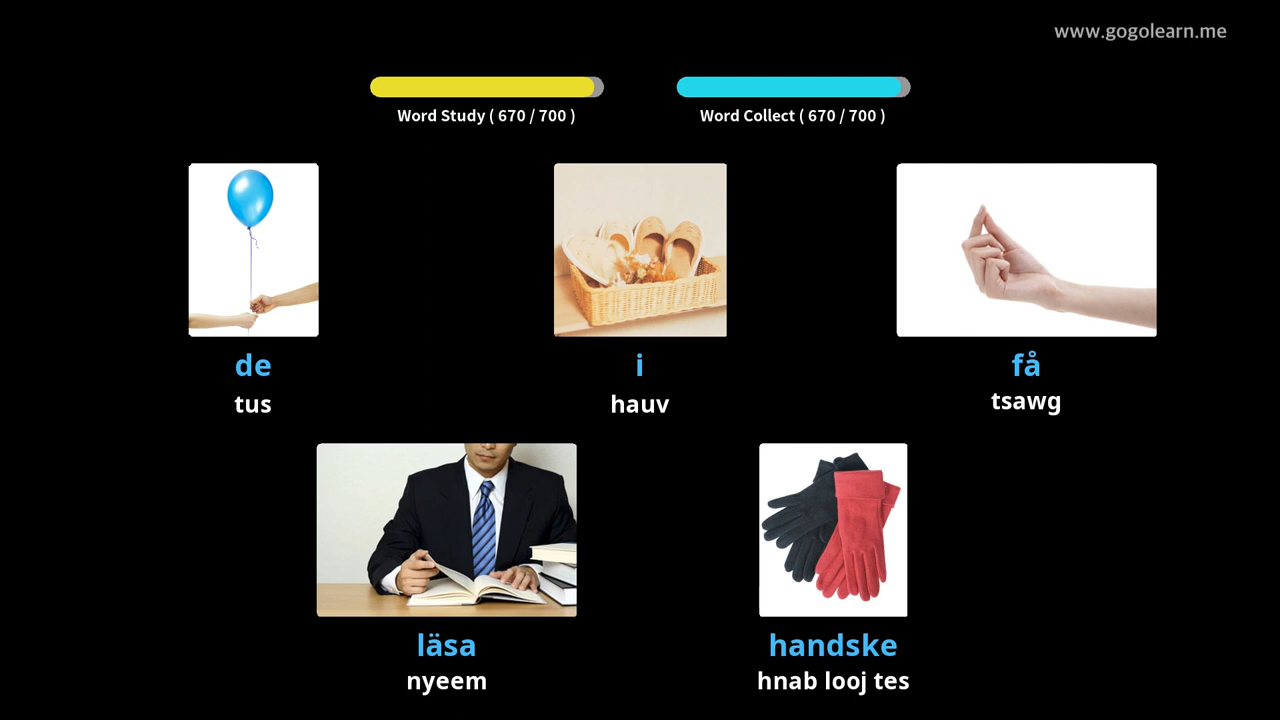 www.gogolearn.me
Word Study ( 670 / 700 )
Word Collect ( 670 / 700 )
de
tus
i
hauv
få
tsawg
läsa
nyeem
handske
hnab looj tes